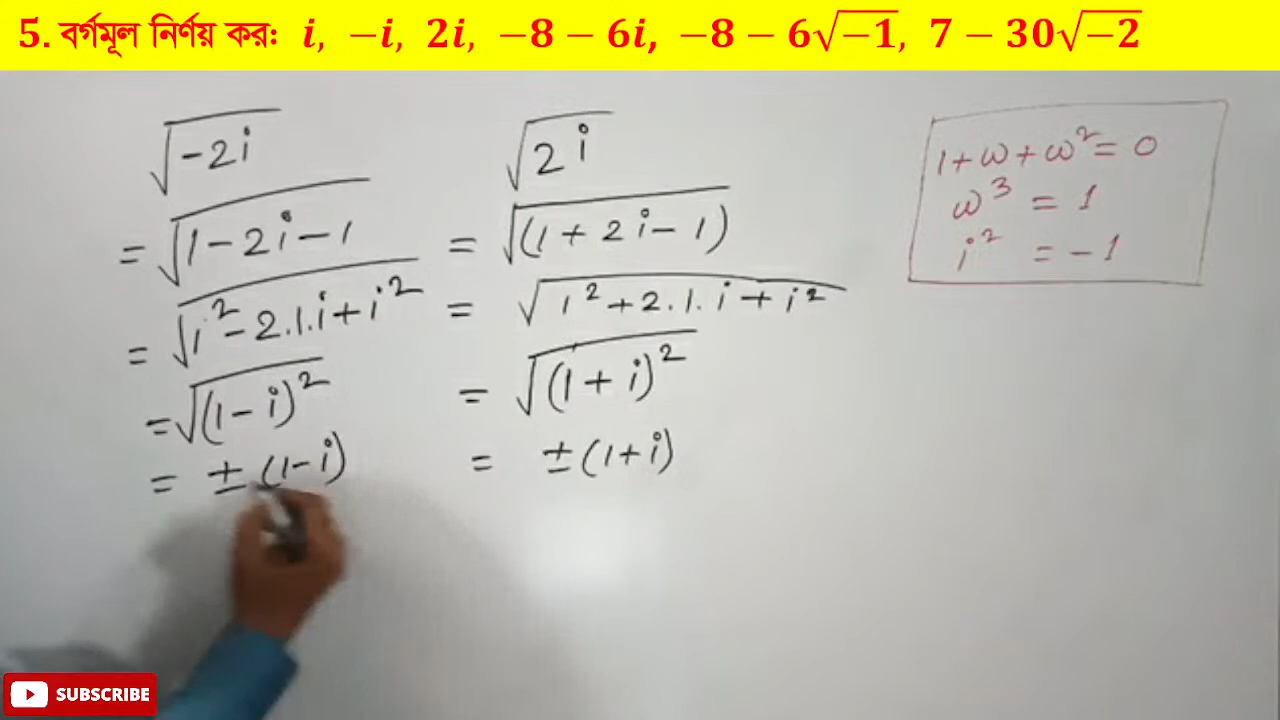 5. বর্গমূল নির্ণয় করঃ i, −i, 2i, −8 − 6i, −8 − 6√−1, 7 − 30√−2
√-2i
= √1-2i-1
= √1²-2.1.i+i²
= √(1-i)²
= ±(1-i)
√2i
= √(1+2i-1)
= √1²+2.1.i+i²
= √(1+i)²
= ±(1+i)
1+ω+ω²=0
ω³ = 1
i² = -1
SUBSCRIBE